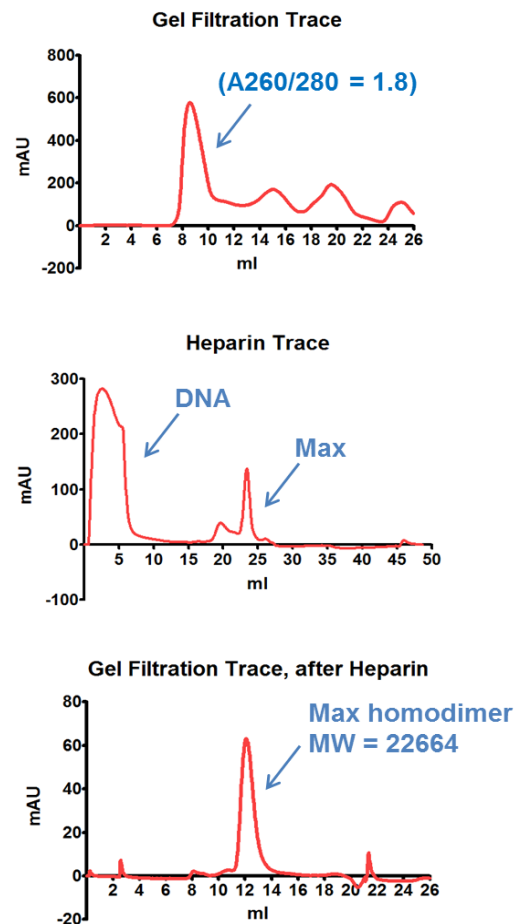 Gel Filtration Trace
800
600
400
200
0
-200
mAU
(A260/280 = 1.8)
2 4 6 8 10 12 14 16 18 20 22 24 26
ml
Heparin Trace
300
200
100
0
-100
mAU
DNA
Max
5 10 15 20 25 30 35 40 45 50
ml
Gel Filtration Trace, after Heparin
80
60
40
20
0
-20
mAU
Max homodimer
MW = 22664
2 4 6 8 10 12 14 16 18 20 22 24 26
ml